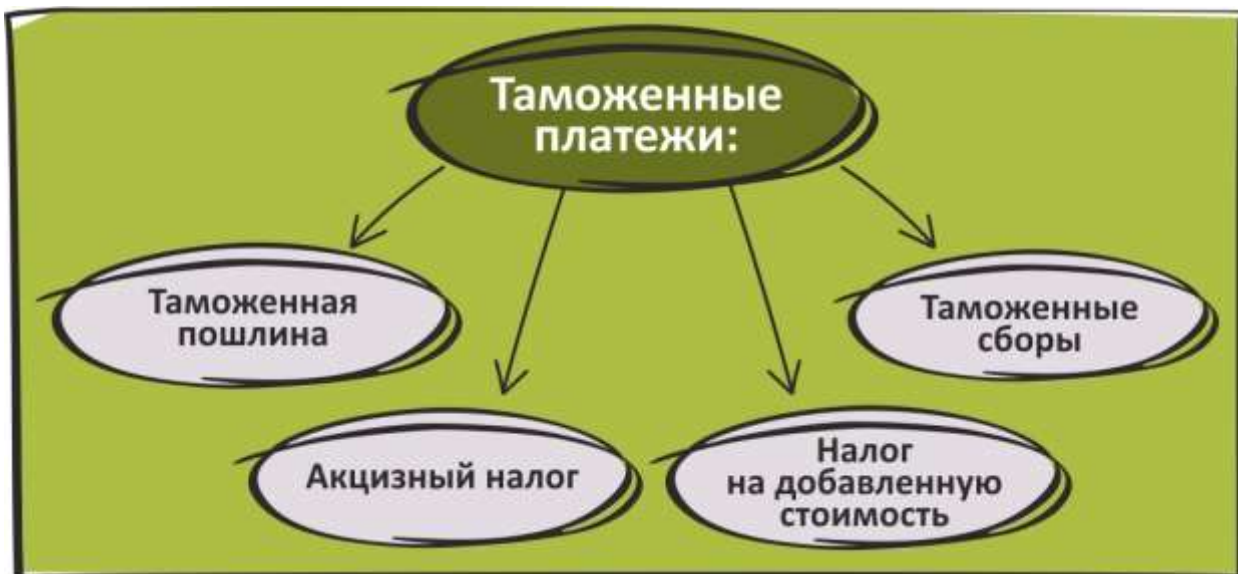 Таможенные
платежи:
Таможенная
пошлина
Таможенные
сборы
Акцизный налог
Налог
на добавленную
стоимость